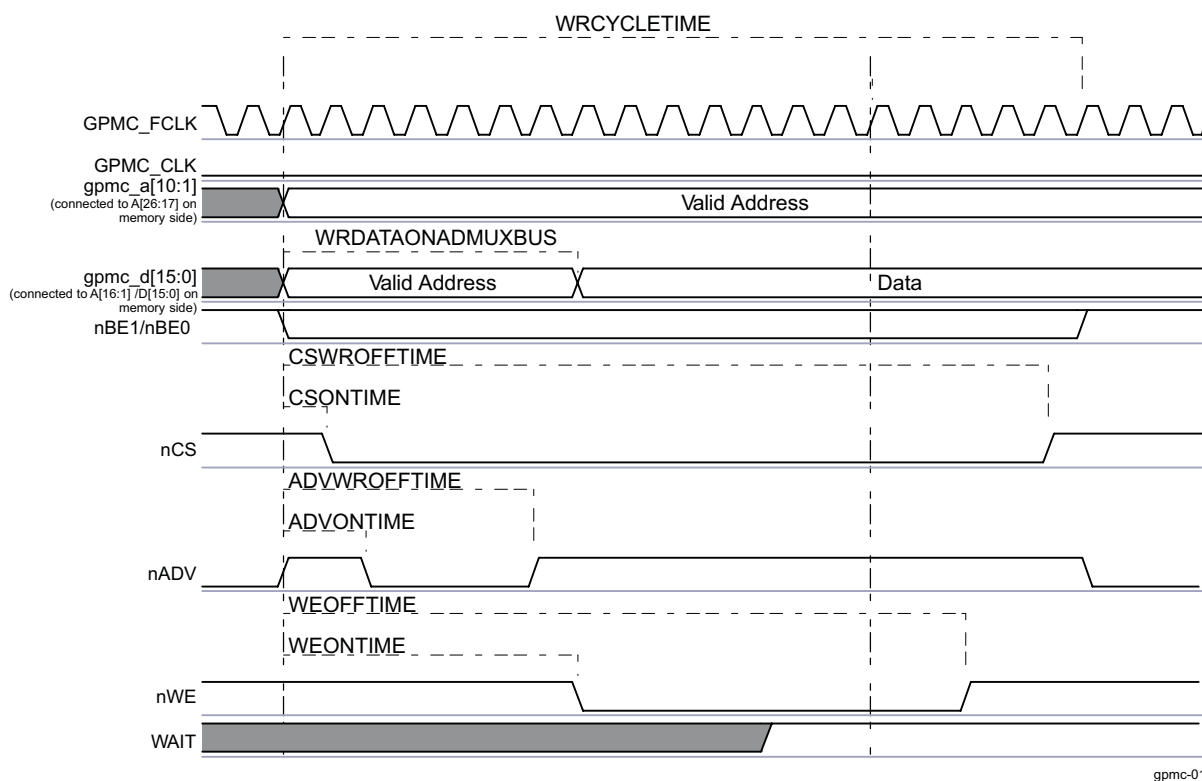 WRCYCLETIME
GPMC_FCLK
GPMC_CLK
gpmc_a[10:1]
(connected to A[26:17] on
memory side)
Valid Address
WRDATAONADMUXBUS
gpmc_d[15:0]
(connected to A[16:1] /D[15:0] on
memory side)
Valid Address
Data
nBE1/nBE0
CSWROFFTIME
CSONTIME
nCS
ADVWROFFTIME
ADVONTIME
nADV
WEOFFTIME
WEONTIME
nWE
WAIT